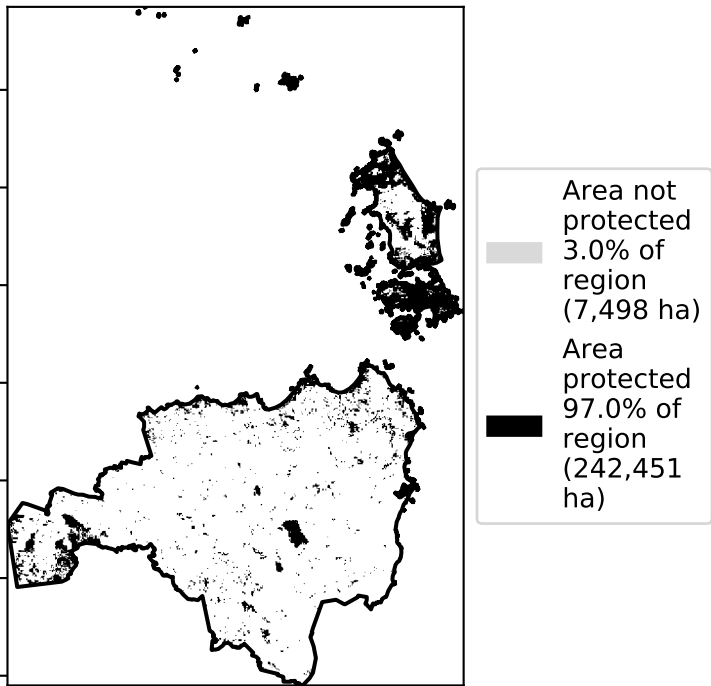 Area not
protected
3.0% of
region
(7,498 ha)
Area
protected
97.0% of
region
(242,451
ha)